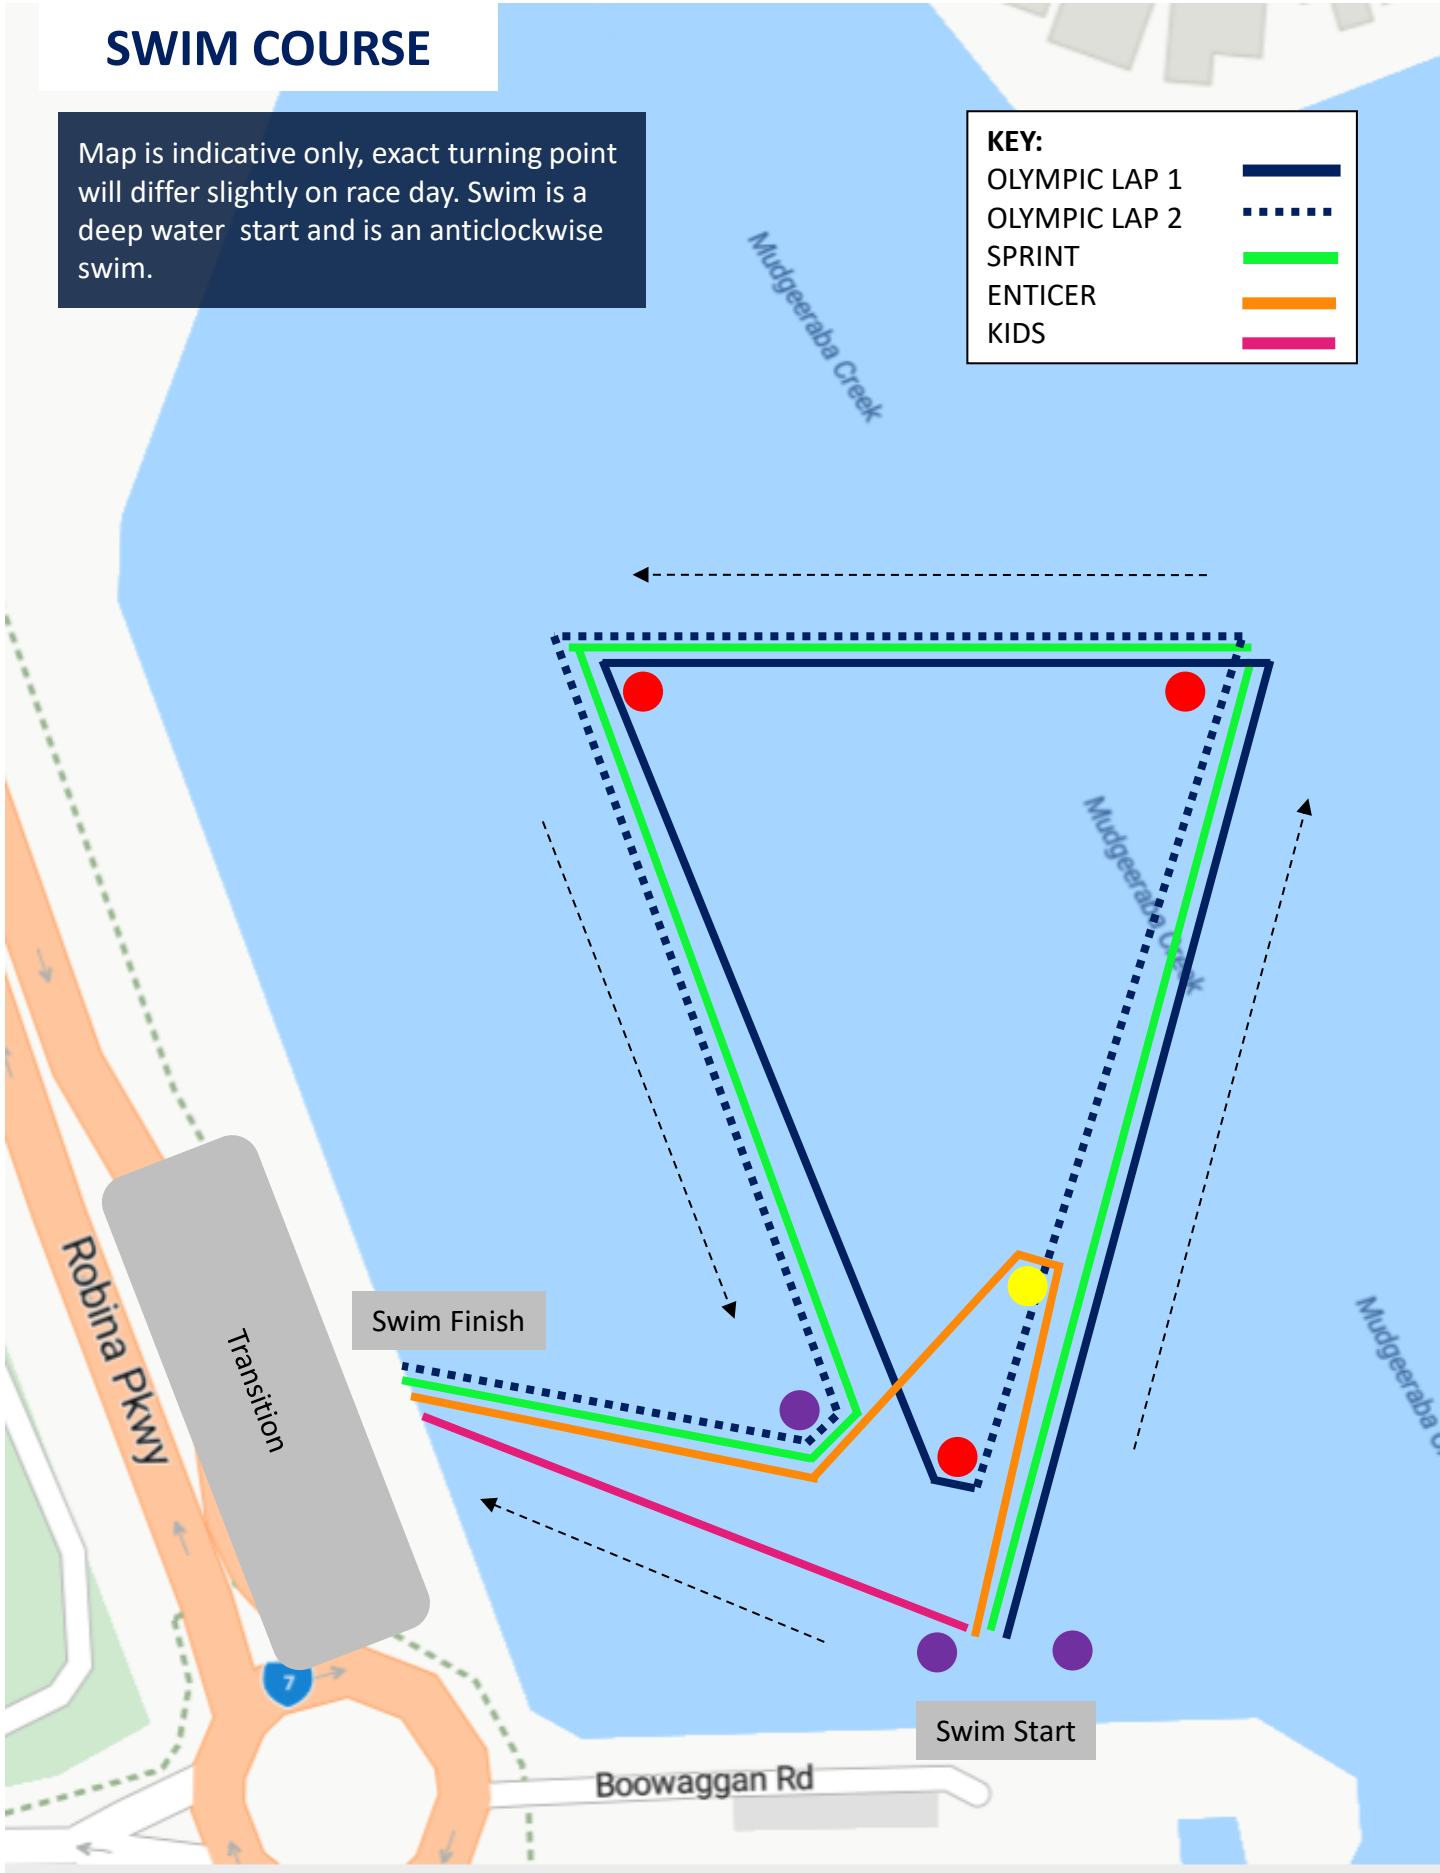 SWIM COURSE
Map is indicative only, exact turning point
will differ slightly on race day. Swim is a
deep water  start and is an anticlockwise
swim.
KEY:
OLYMPIC LAP 1
OLYMPIC LAP 2
SPRINT
ENTICER
KIDS
Mudgeeraba Creek
Mudgeeraba Creek
Mudgeeraba
Robina Pkwy
Transition
Swim Finish
7
Swim Start
Boowaggan Rd